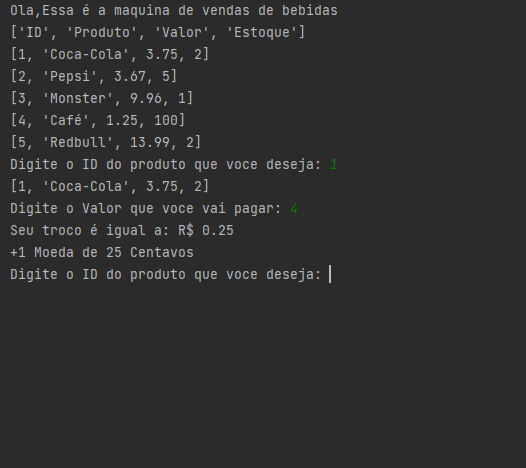 Ola,Essa é a maquina de vendas de bebidas
['ID', 'Produto', 'Valor', 'Estoque']
[1, 'Coca-Cola', 3.75, 2]
[2, 'Pepsi', 3.67, 5]
[3, 'Monster', 9.96, 1]
[4, 'Café', 1.25, 100]
[5, 'Redbull', 13.99, 2]
Digite o ID do produto que voce deseja: 1
[1, 'Coca-Cola', 3.75, 2]
Digite o Valor que voce vai pagar: 4
Seu troco é igual a: R$ 0.25
+1 Moeda de 25 Centavos
Digite o ID do produto que voce deseja: